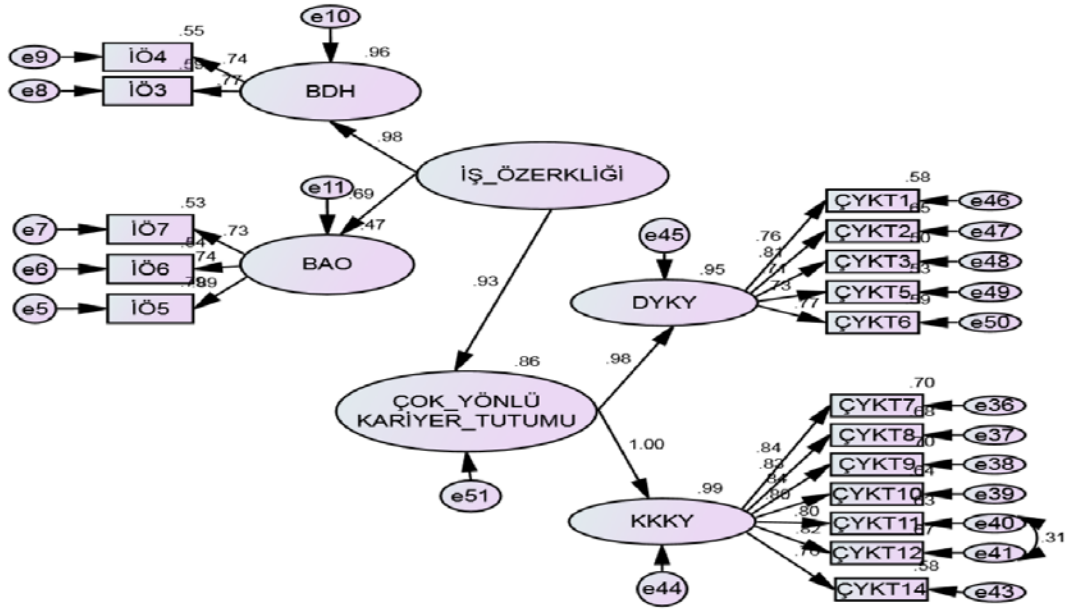 e10
.55
.96
e9
İÖ4
.74
e8
İÖ3
.77
BDH
.98
İŞ_ÖZERKLİĞİ
e11
.69
.47
.53
e7
İÖ7
.73
e6
İÖ6
.74
BAO
e5
İÖ5
.93
.58
ÇYKT1
e46
e45
ÇYKT2
e47
.76
.81
ÇYKT3
e48
.95
.71
DYKY
.73
ÇYKT5
e49
.77
ÇYKT6
e50
.86
.98
ÇOK_YÖNLÜ
KARİYER_TUTUMU
e51
1.00
.70
ÇYKT7
e36
.84
ÇYKT8
e37
.83
ÇYKT9
e38
.84
.99
.80
ÇYKT10
e39
KKKY
.80
ÇYKT11
e40
.31
.82
ÇYKT12
e41
.58
ÇYKT14
e43
e44